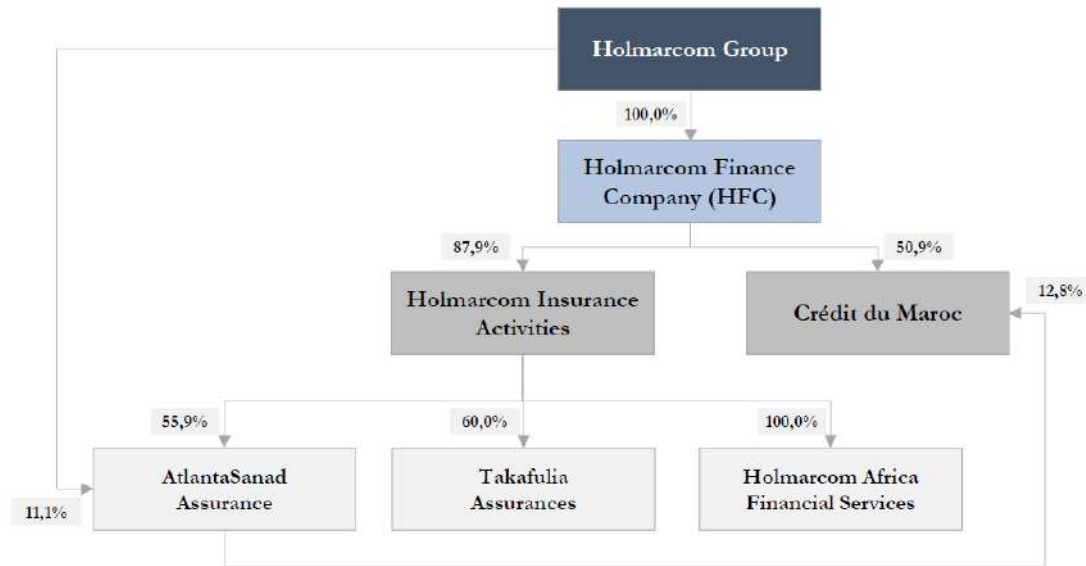 Holmarcom Group
100,0%
Holmarcom Finance
Company (HFC)
87,9%
50,9%
Holmarcom Insurance
Activities
Crédit du Maroc
12,8%
55,9%
60,0%
100,0%
AtlantaSanad
Assurance
Takafulia
Assurances
Holmarcom Africa
Financial Services
11,1%